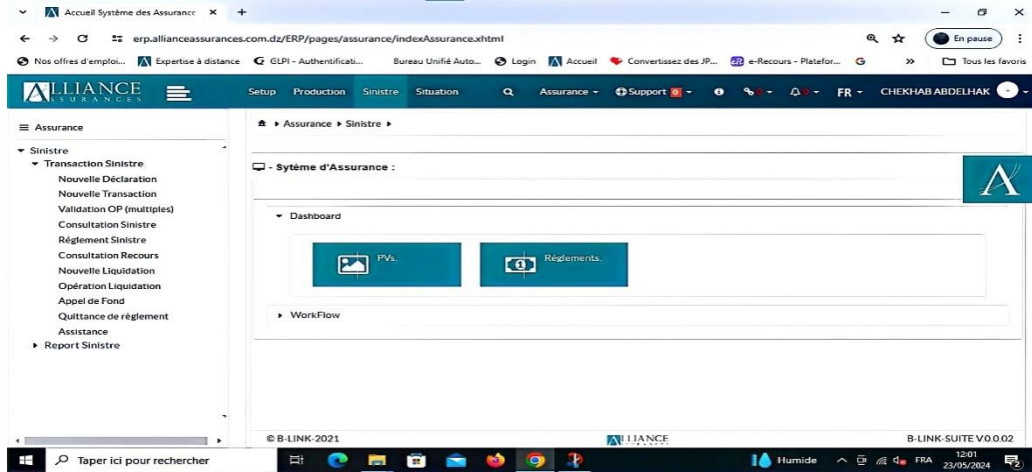 Accueil Système des Assurance
erp.allianceassurances.com.dz/ERP/pages/assurance/indexAssurance.xhtml
En pause
Nos offres d'emploi... Expertise à distance GLPI - Authentificati... Bureau Unifié Auto... Login Accueil Convertissez des JP... e-Recours - Platefor... Tous les favoris
ALLIANCE
ASSURANCES
Setup Production Sinistre Situation Assurance Support 0 FR CHEKHAB ABDELHAK
Assurance
Assurance Sinistre
Sinistre
Transaction Sinistre
Nouvelle Déclaration
Nouvelle Transaction
Validation OP (multiples)
Consultation Sinistre
Réglement Sinistre
Consultation Recours
Nouvelle Liquidation
Opération Liquidation
Appel de Fond
Quittance de règlement
Assistance
Report Sinistre
- Sytème d'Assurance :
Dashboard
PVs.
Réglements.
WorkFlow
© B-LINK-2021
ALLIANCE
B-LINK-SUITE V.0.0.02
Taper ici pour rechercher
Humide
FRA
12:01
23/05/2024